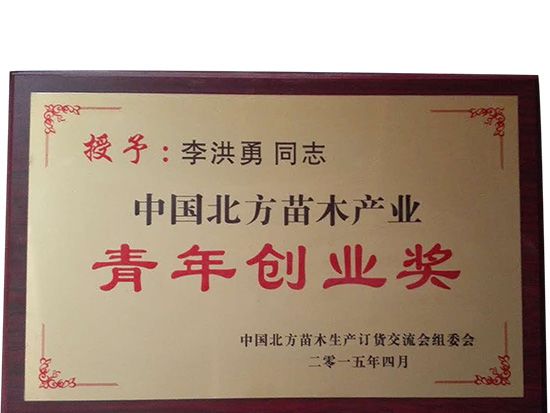 授予：李洪勇 同志
中国北方苗木产业
青年创业奖
中国北方苗木生产订货交流会组委会
二零一五年四月